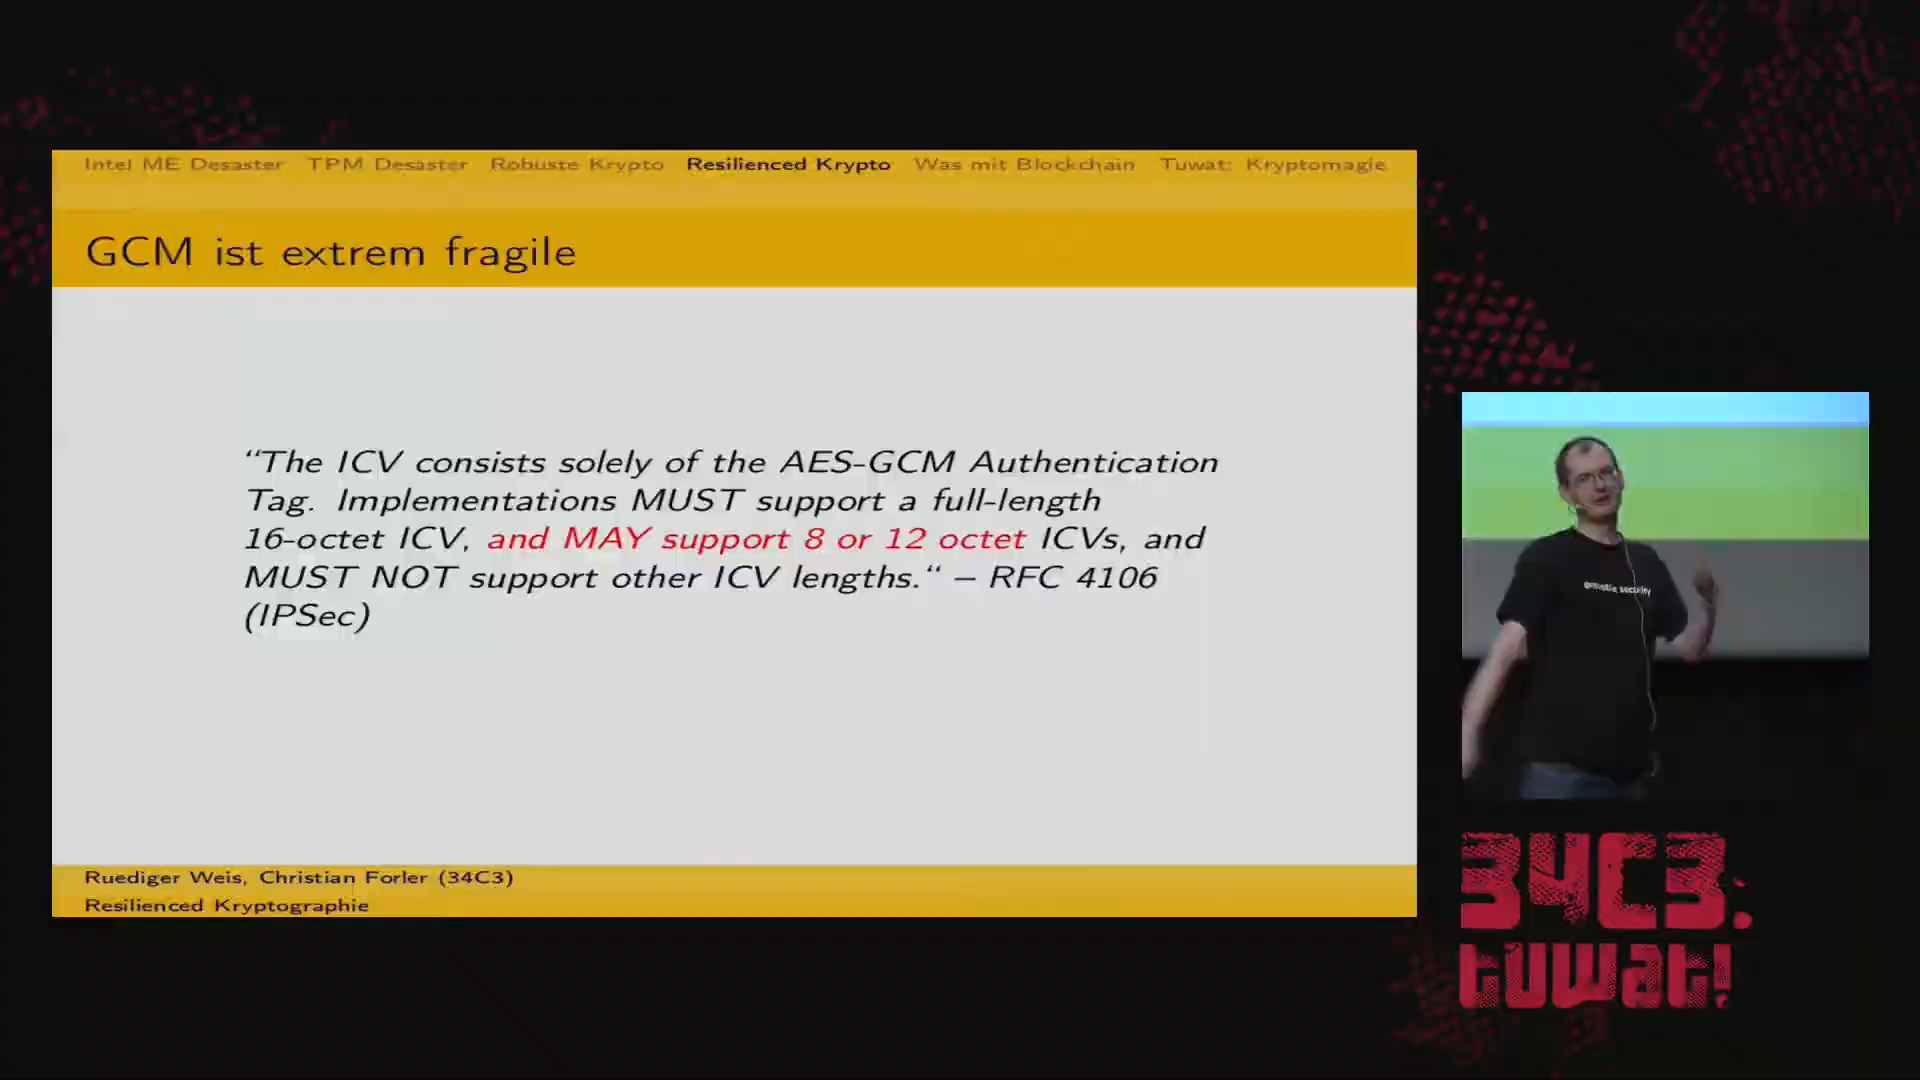 Intel ME Desaster TPM Desaster Robuste Krypto Resilienced Krypto Was mit Blockchain Tuwat: Kryptomagie
GCM ist extrem fragile
“The ICV consists solely of the AES-GCM Authentication
Tag. Implementations MUST support a full-length
16-octet ICV, and MAY support 8 or 12 octet ICVs, and
MUST NOT support other ICV lengths.“ – RFC 4106
(IPSec)
Ruediger Weis, Christian Forler (34C3)
Resilienced Kryptographie
security
34C3.
tuwat!